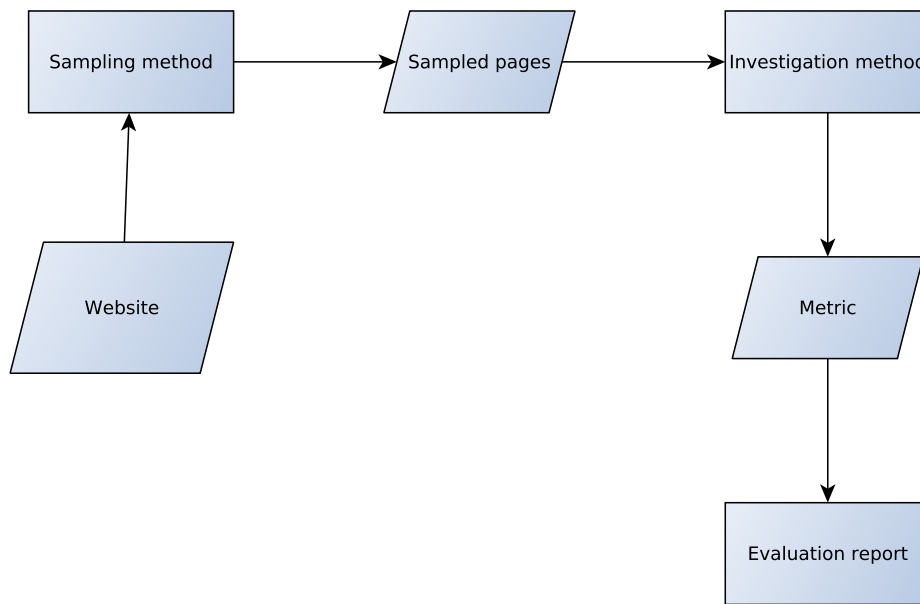 Sampling method
Sampled pages
Investigation method
Website
Metric
Evaluation report